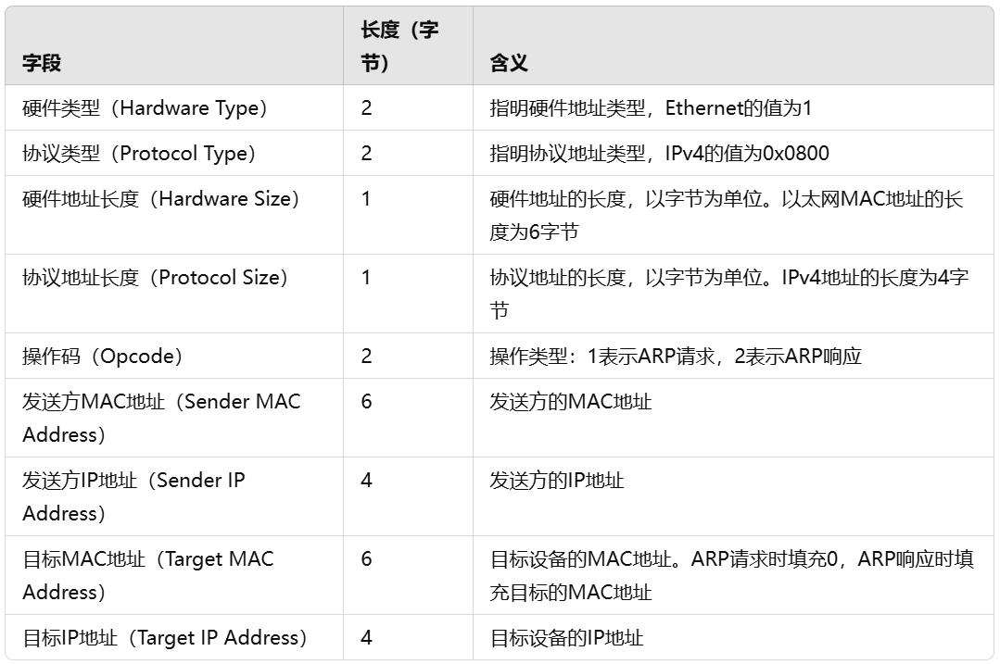 字段
长度（字
节）
含义
硬件类型（Hardware Type）
2
指明硬件地址类型，Ethernet的值为1
协议类型（Protocol Type）
2
指明协议地址类型，IPv4的值为0x0800
硬件地址长度（Hardware Size）
1
硬件地址的长度，以字节为单位。以太网MAC地址的长
度为6字节
协议地址长度（Protocol Size）
1
协议地址的长度，以字节为单位。IPv4地址的长度为4字
节
操作码（Opcode）
2
操作类型：1表示ARP请求，2表示ARP响应
发送方MAC地址（Sender MAC
Address）
6
发送方的MAC地址
发送方IP地址（Sender IP
Address）
4
发送方的IP地址
目标MAC地址（Target MAC
Address）
6
目标设备的MAC地址。ARP请求时填充0，ARP响应时填
充目标的MAC地址
目标IP地址（Target IP Address）
4
目标设备的IP地址